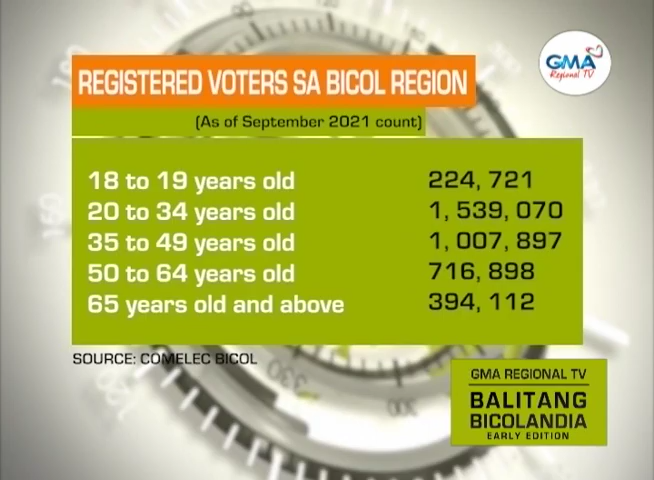 GMA
Regional TV
REGISTERED VOTERS SA BICOL REGION
(As of September 2021 count)
18 to 19 years old 224, 721
20 to 34 years old 1, 539, 070
35 to 49 years old 1, 007, 897
50 to 64 years old 716, 898
65 years old and above 394, 112
SOURCE: COMELEC BICOL
GMA REGIONAL TV
BALITANG
BICOLANDIA
EARLY EDITION